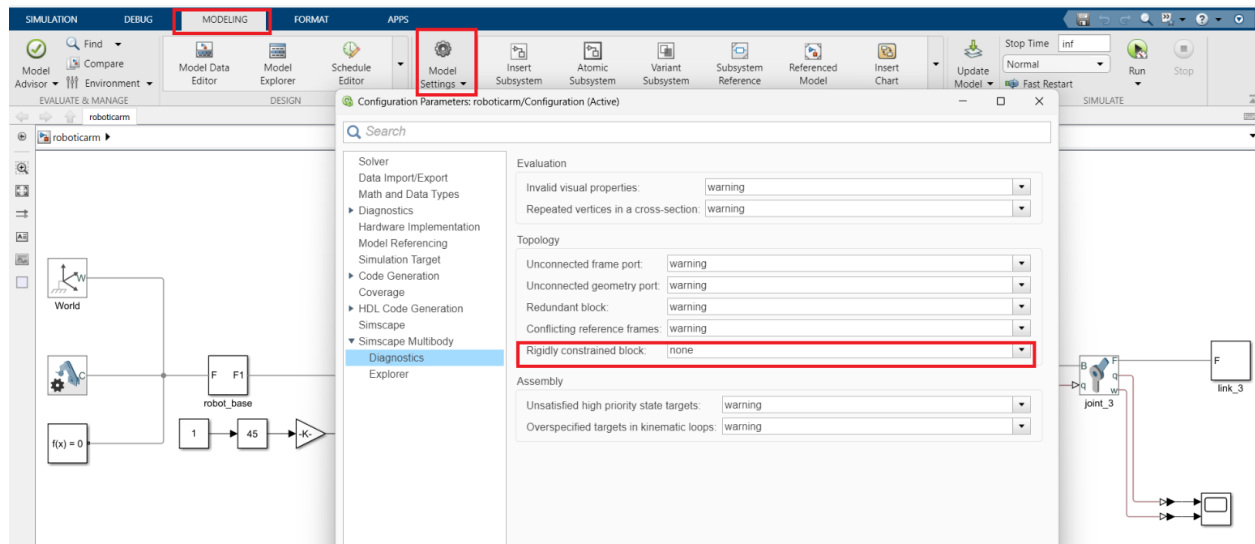 SIMULATION DEBUG MODELING FORMAT APPS
Find
Compare
Environment
Model Advisor
EVALUATE & MANAGE
Model Data Editor
Model Explorer
Schedule Editor
DESIGN
Model Settings
Insert Subsystem
Atomic Subsystem
Variant Subsystem
Subsystem Reference
Referenced Model
Insert Chart
Update Model
Stop Time inf
Normal
Fast Restart
Run
Stop
SIMULATE
roboticarm
roboticarm
Configuration Parameters: roboticarm/Configuration (Active)
Search
Solver
Data Import/Export
Math and Data Types
Diagnostics
Hardware Implementation
Model Referencing
Simulation Target
Code Generation
Coverage
HDL Code Generation
Simscape
Simscape Multibody
Diagnostics
Explorer
Evaluation
Invalid visual properties: warning
Repeated vertices in a cross-section: warning
Topology
Unconnected frame port: warning
Unconnected geometry port: warning
Redundant block: warning
Conflicting reference frames: warning
Rigidly constrained block: none
Assembly
Unsatisfied high priority state targets: warning
Overspecified targets in kinematic loops: warning
W
World
C
F F1
robot_base
f(x) = 0
1
45
-K-
B F
q q
w
joint_3
F
link_3